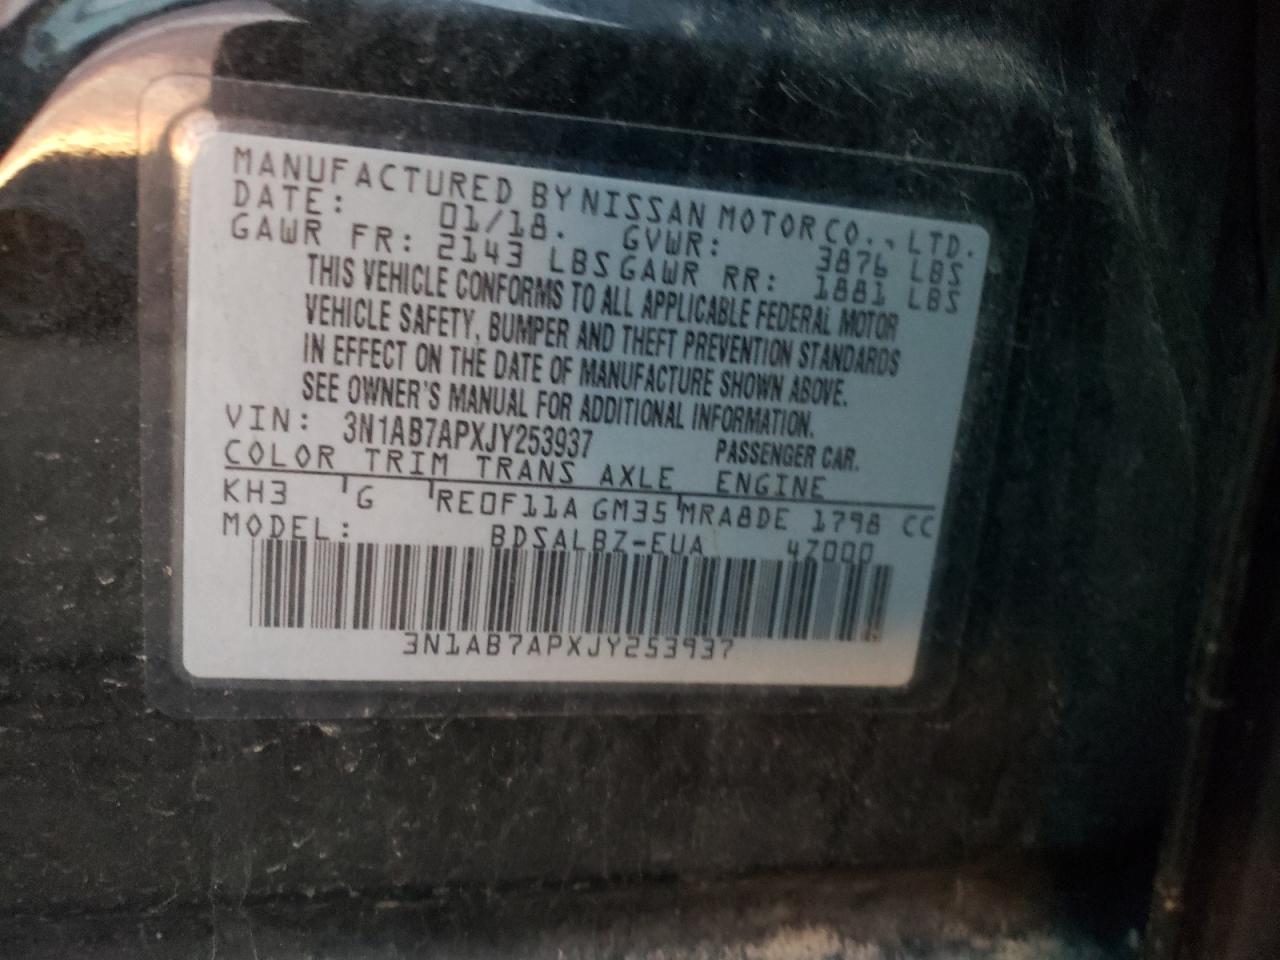 MANUFACTURED BY NISSAN MOTOR CO., LTD.
DATE: 01/18. GVWR: 3876 LBS
GAWR FR: 2143 LBS GAWR RR: 1881 LBS
THIS VEHICLE CONFORMS TO ALL APPLICABLE FEDERAL MOTOR
VEHICLE SAFETY, BUMPER AND THEFT PREVENTION STANDARDS
IN EFFECT ON THE DATE OF MANUFACTURE SHOWN ABOVE.
SEE OWNER'S MANUAL FOR ADDITIONAL INFORMATION.
VIN: 3N1AB7APXJY253937 PASSENGER CAR.
COLOR TRIM TRANS AXLE ENGINE
KH3 G RE0F11A GM35 MRA8DE 1798 CC
MODEL: BDSALBZ-EUA 4Z000
3N1AB7APXJY253937